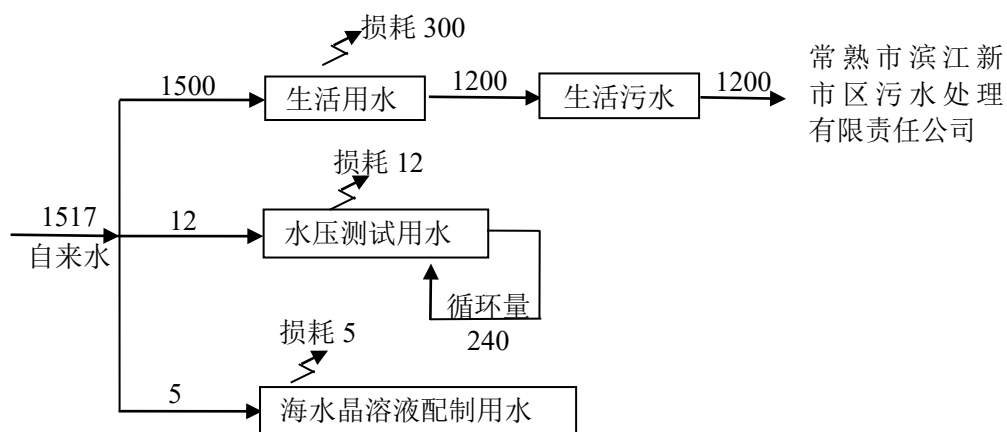 损耗 300
1500
生活用水
1200
生活污水
1200
常熟市滨江新
市区污水处理
有限责任公司
损耗 12
1517
自来水
12
水压测试用水
循环量
240
损耗 5
5
海水晶溶液配制用水